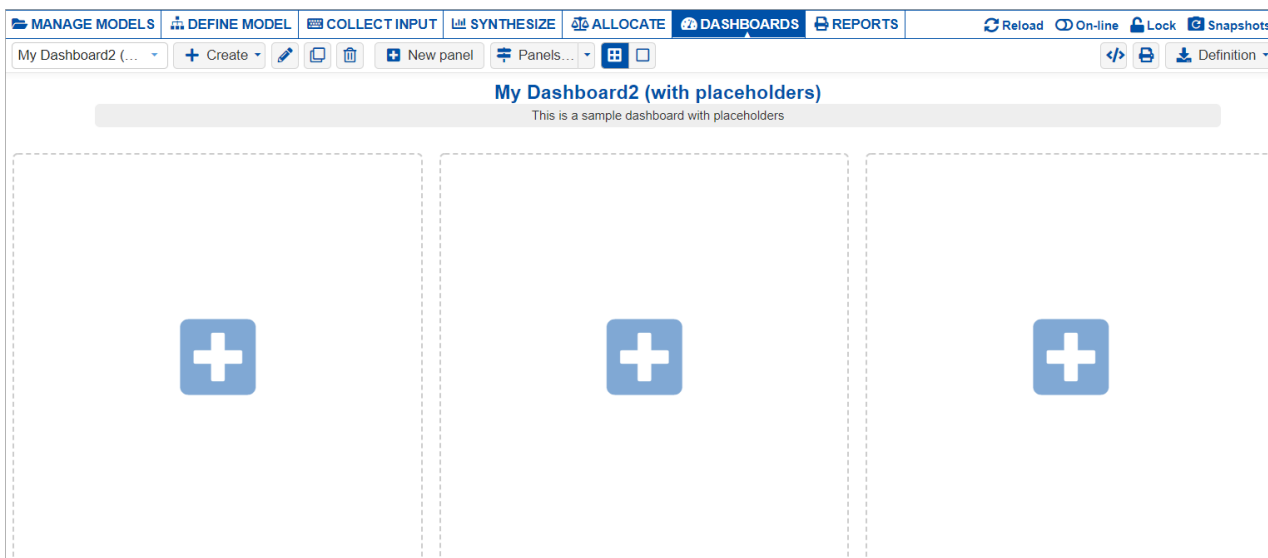 MANAGE MODELS DEFINE MODEL COLLECT INPUT SYNTHESIZE ALLOCATE DASHBOARDS REPORTS Reload On-line Lock Snapshots
My Dashboard2 (... Create New panel Panels... Definition
My Dashboard2 (with placeholders)
This is a sample dashboard with placeholders